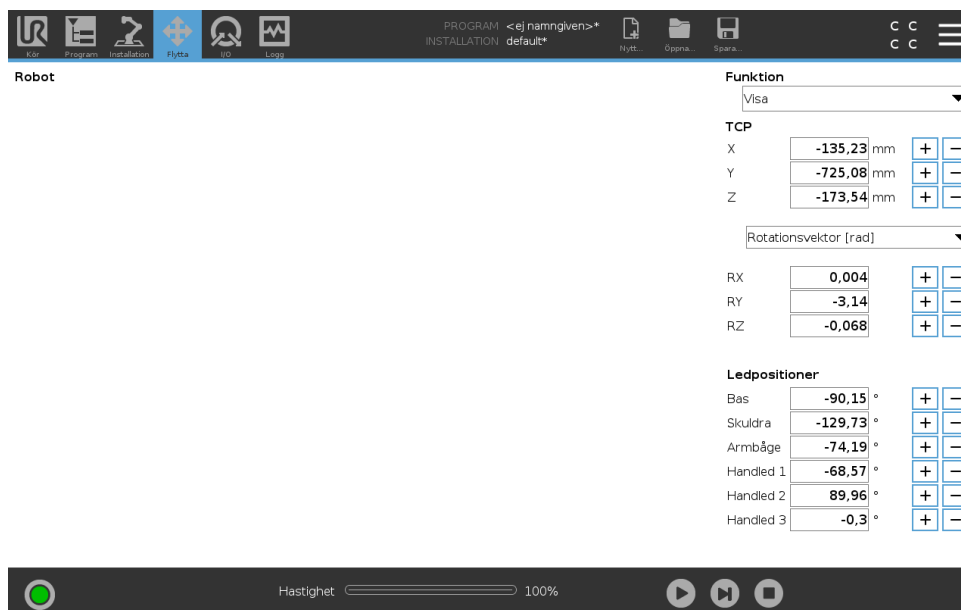 PROGRAM <ej namngiven>*
INSTALLATION default*
Kör Program Installation Flytta I/O Logg Nytt... Öppna... Spara...
C C
C C
Robot
Funktion
Visa
TCP
X -135,23 mm + −
Y -725,08 mm + −
Z -173,54 mm + −
Rotationsvektor [rad]
RX 0,004 + −
RY -3,14 + −
RZ -0,068 + −
Ledpositioner
Bas -90,15 ° + −
Skuldra -129,73 ° + −
Armbåge -74,19 ° + −
Handled 1 -68,57 ° + −
Handled 2 89,96 ° + −
Handled 3 -0,3 ° + −
Hastighet 100%